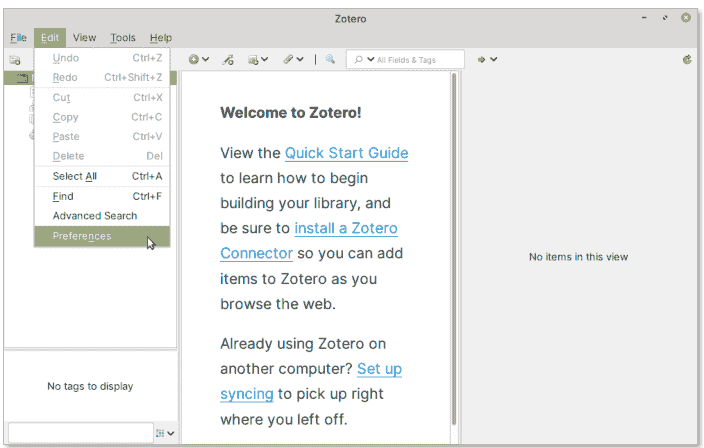 Zotero
File Edit View Tools Help
All Fields & Tags
Undo Ctrl+Z
Redo Ctrl+Shift+Z
Cut Ctrl+X
Copy Ctrl+C
Paste Ctrl+V
Delete Del
Select All Ctrl+A
Find Ctrl+F
Advanced Search
Preferences
No tags to display
Welcome to Zotero!
View the Quick Start Guide
to learn how to begin
building your library, and
be sure to install a Zotero
Connector so you can add
items to Zotero as you
browse the web.
Already using Zotero on
another computer? Set up
syncing to pick up right
where you left off.
No items in this view